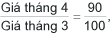 Giá tháng 4 / Giá tháng 3 = 90 / 100,